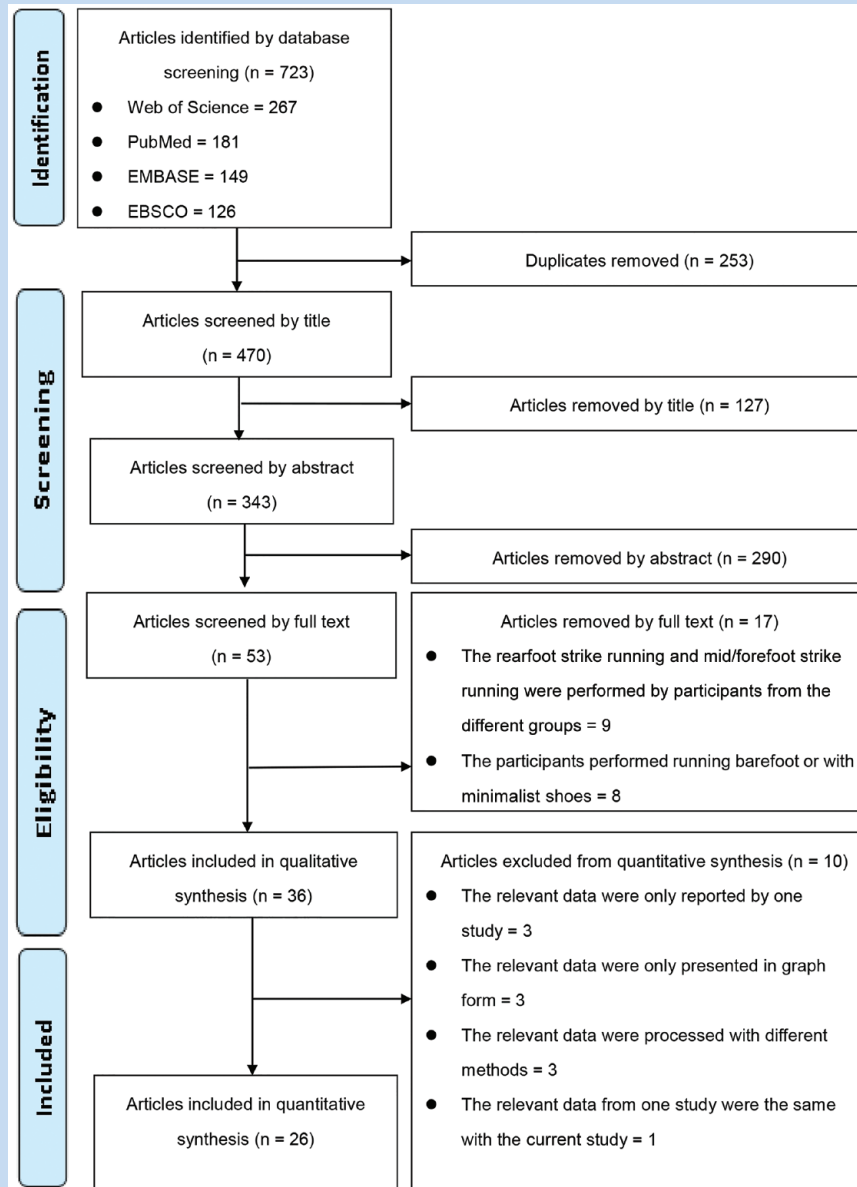 Identification
Articles identified by database
screening (n = 723)
● Web of Science = 267
● PubMed = 181
● EMBASE = 149
● EBSCO = 126
Duplicates removed (n = 253)
Screening
Articles screened by title
(n = 470)
Articles removed by title (n = 127)
Articles screened by abstract
(n = 343)
Articles removed by abstract (n = 290)
Eligibility
Articles screened by full text
(n = 53)
Articles removed by full text (n = 17)
● The rearfoot strike running and mid/forefoot strike
running were performed by participants from the
different groups = 9
● The participants performed running barefoot or with
minimalist shoes = 8
Articles included in qualitative
synthesis (n = 36)
Articles excluded from quantitative synthesis (n = 10)
● The relevant data were only reported by one
study = 3
● The relevant data were only presented in graph
form = 3
● The relevant data were processed with different
methods = 3
● The relevant data from one study were the same
with the current study = 1
Included
Articles included in quantitative
synthesis (n = 26)